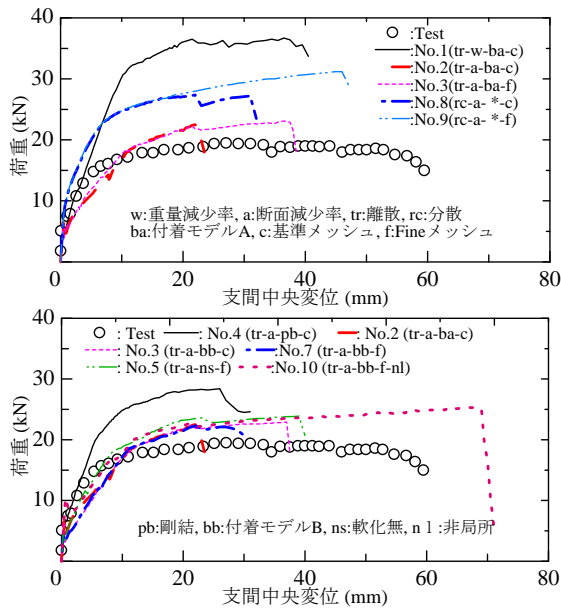 40
30
20
10
0
荷重 (kN)
:Test
:No.1(tr-w-ba-c)
:No.2(tr-a-ba-c)
:No.3(tr-a-ba-f)
:No.8(rc-a- *-c)
:No.9(rc-a- *-f)
w:重量減少率, a:断面減少率, tr:離散, rc:分散
ba:付着モデルA, c:基準メッシュ, f:Fineメッシュ
0 20 40 60 80
支間中央変位 (mm)
40
30
20
10
0
荷重 (kN)
: Test : No.4 (tr-a-pb-c) : No.2 (tr-a-ba-c)
: No.3 (tr-a-bb-c) : No.7 (tr-a-bb-f)
: No.5 (tr-a-ns-f) :No.10 (tr-a-bb-f-nl)
pb:剛結, bb:付着モデルB, ns:軟化無, n l :非局所
0 20 40 60 80
支間中央変位 (mm)